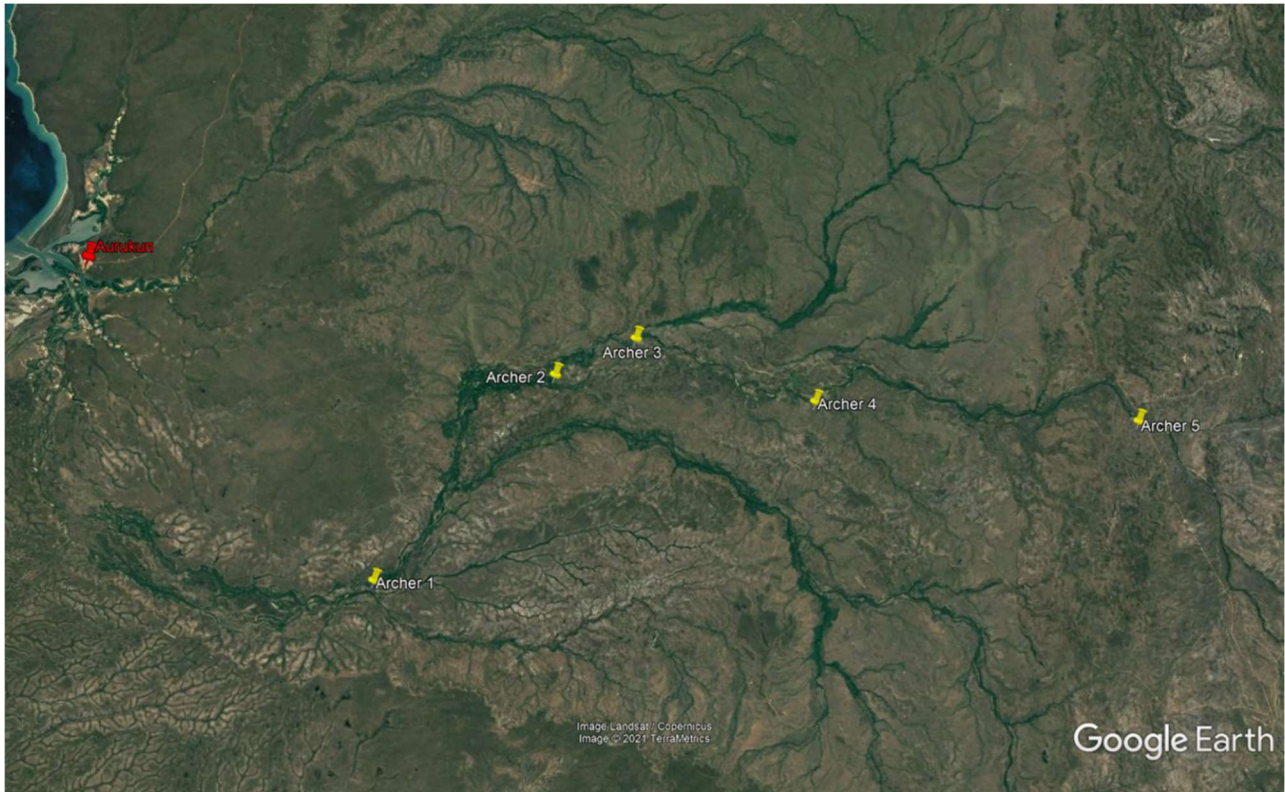 Aurukun
Archer 3
Archer 2
Archer 4
Archer 5
Archer 1
Image Landsat / Copernicus
Image © 2021 TerraMetrics
Google Earth